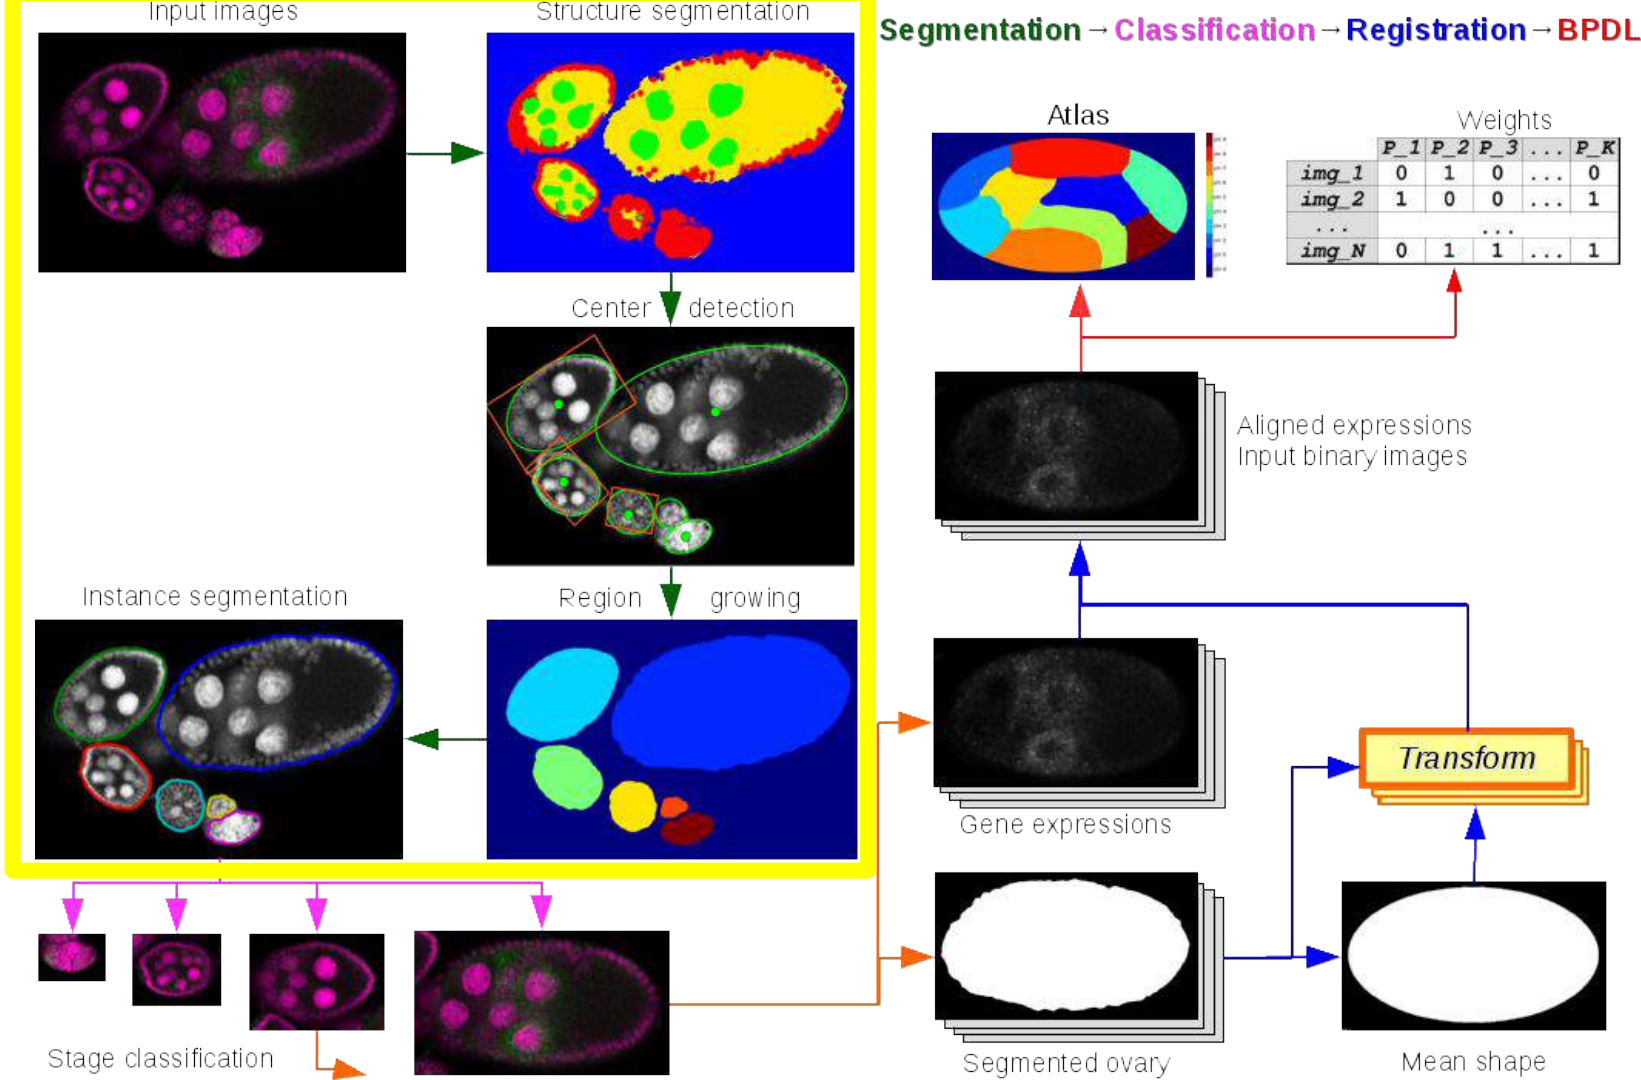 Input images
Structure segmentation
Segmentation → Classification → Registration → BPDL
Atlas
Weights
P_1 P_2 P_3 ... P_K
img_1 0 1 0 ... 0
img_2 1 0 0 ... 1
... ...
img_N 0 1 1 ... 1
Center detection
Aligned expressions
Input binary images
Instance segmentation
Region growing
Transform
Gene expressions
Stage classification
Segmented ovary
Mean shape